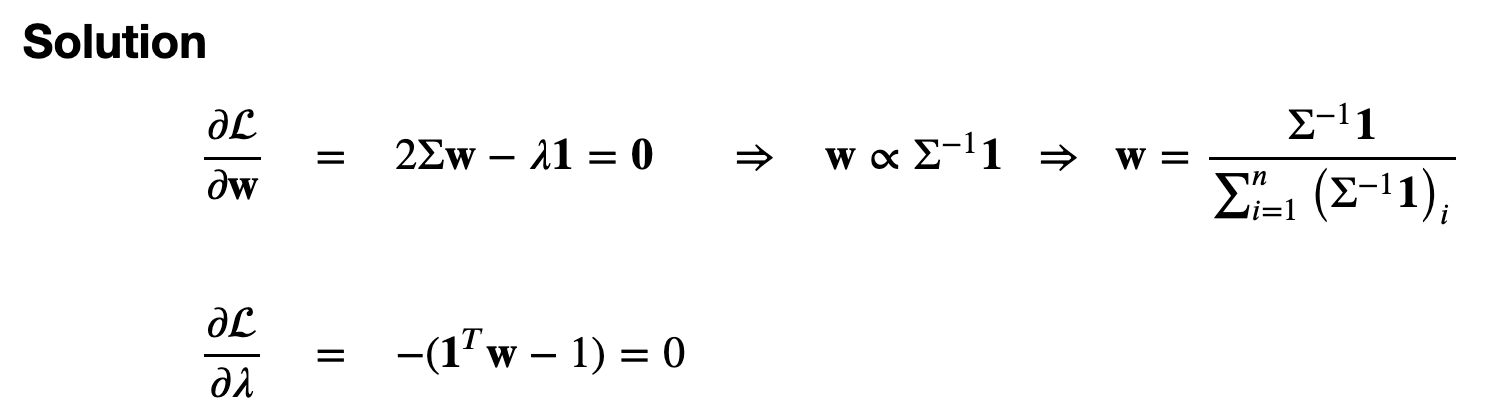 Solution
∂ℒ/∂𝐰 = 2Σ𝐰 − λ𝟏 = 𝟎 ⇒ 𝐰 ∝ Σ⁻¹𝟏 ⇒ 𝐰 = Σ⁻¹𝟏 / ∑ᵢ₌₁ⁿ (Σ⁻¹𝟏)ᵢ
∂ℒ/∂λ = −(𝟏ᵀ𝐰 − 1) = 0